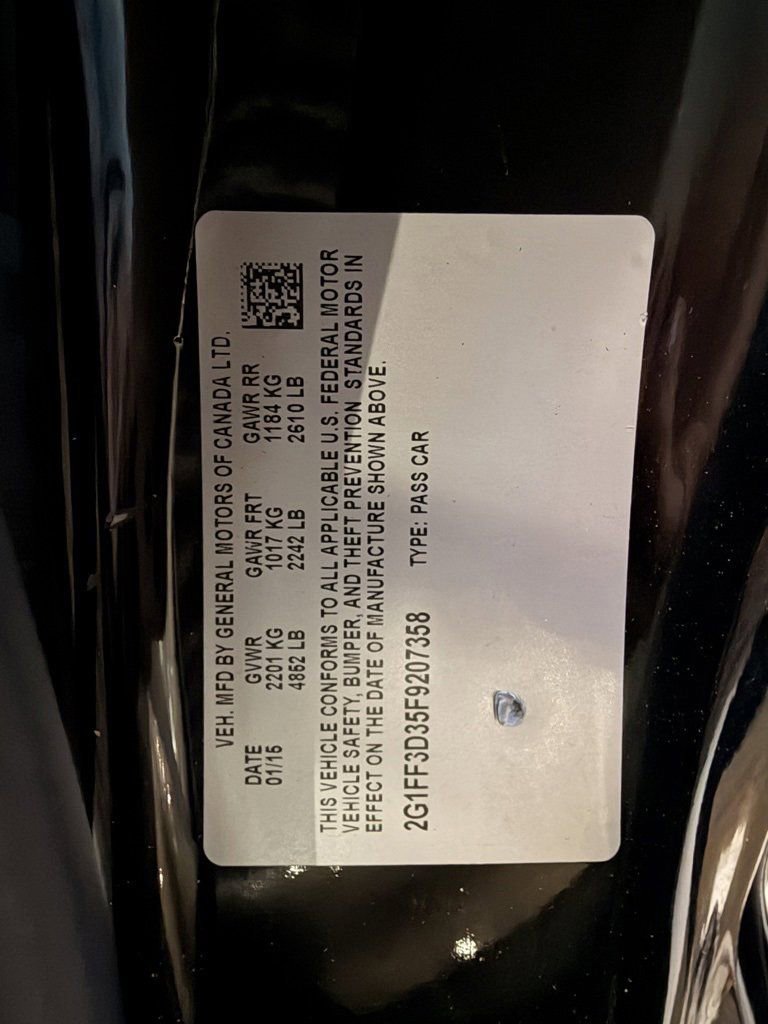 VEH. MFD BY GENERAL MOTORS OF CANADA LTD.
DATE GVWR GAWR FRT GAWR RR
01/15 2201 KG 1017 KG 1184 KG
4852 LB 2242 LB 2610 LB
THIS VEHICLE CONFORMS TO ALL APPLICABLE U.S. FEDERAL MOTOR
VEHICLE SAFETY, BUMPER, AND THEFT PREVENTION STANDARDS IN
EFFECT ON THE DATE OF MANUFACTURE SHOWN ABOVE.
2G1FF3D35F9207358 TYPE: PASS CAR